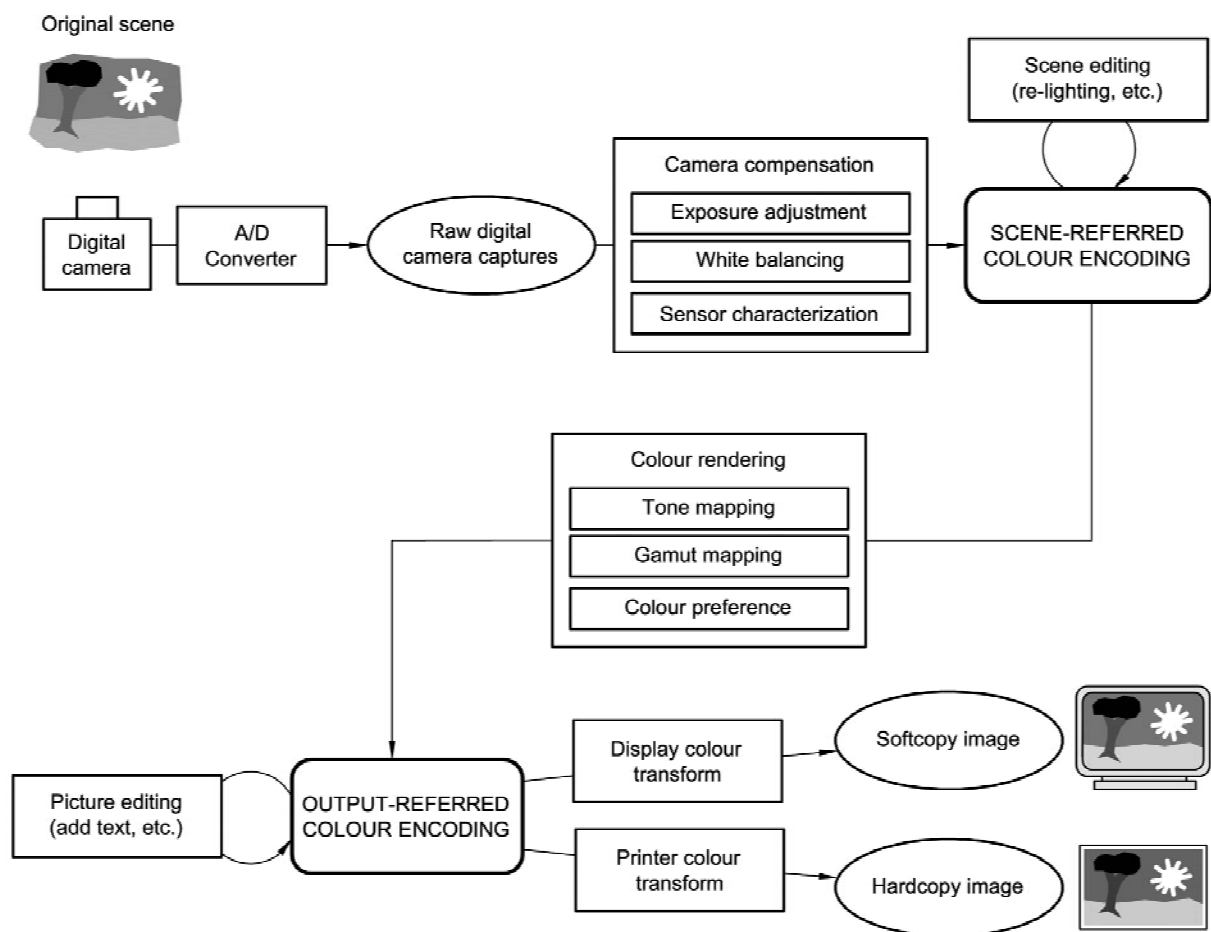 Original scene
Scene editing
(re-lighting, etc.)
Digital
camera
A/D
Converter
Raw digital
camera captures
Camera compensation
Exposure adjustment
White balancing
Sensor characterization
SCENE-REFERRED
COLOUR ENCODING
Colour rendering
Tone mapping
Gamut mapping
Colour preference
Picture editing
(add text, etc.)
OUTPUT-REFERRED
COLOUR ENCODING
Display colour
transform
Softcopy image
Printer colour
transform
Hardcopy image